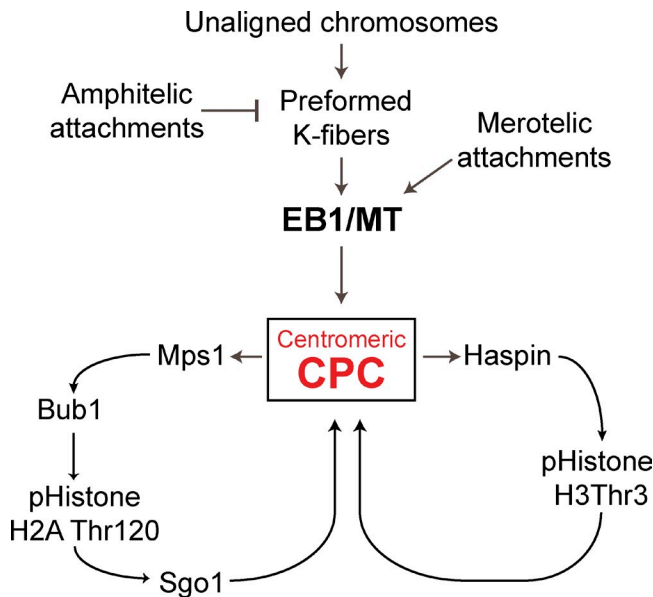 Unaligned chromosomes
Amphitelic
attachments
Preformed
K-fibers
Merotelic
attachments
EB1/MT
Centromeric
CPC
Mps1
Haspin
Bub1
pHistone
H2A Thr120
Sgo1
pHistone
H3Thr3